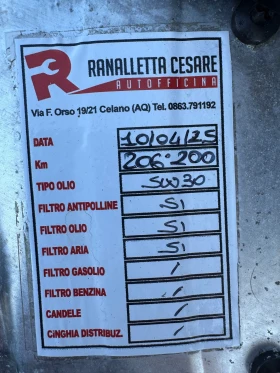 RANALLETTA CESARE
AUTOFFICINA
Via F. Orso 19/21 Celano (AQ) Tel. 0863.791192
DATA 10/04/25
Km 206.200
TIPO OLIO 5W30
FILTRO ANTIPOLLINE SI
FILTRO OLIO SI
FILTRO ARIA SI
FILTRO GASOLIO /
FILTRO BENZINA /
CANDELE /
CiNGHIA DISTRIBUZ. /